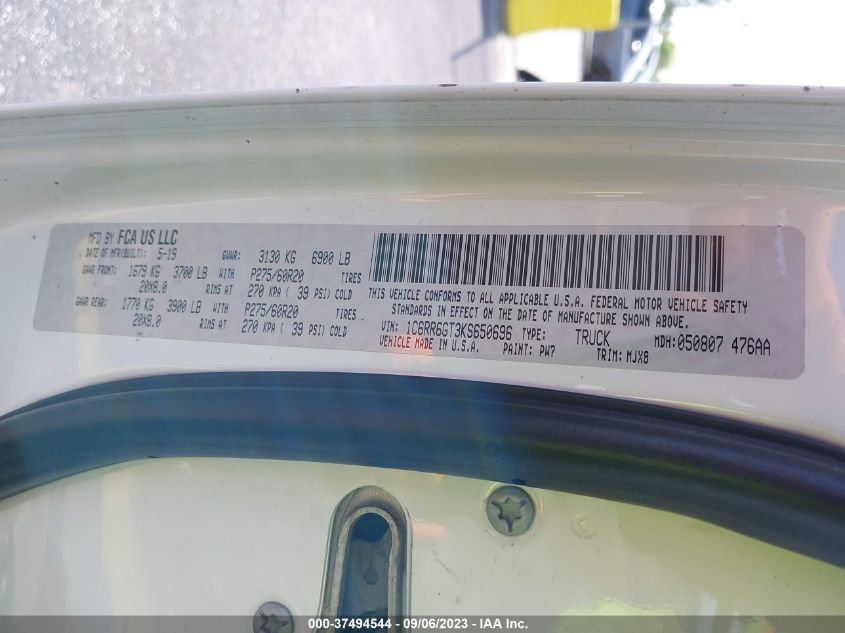 MFD BY FCA US LLC
DATE OF MFR(BUILT): 5-19 GVWR: 3130 KG 6900 LB
GAWR FRONT: 1679 KG 3700 LB WITH P275/60R20 TIRES
20X8.0 RIMS AT 270 KPA ( 39 PSI) COLD
GAWR REAR: 1770 KG 3900 LB WITH P275/60R20 TIRES
20X8.0 RIMS AT 270 KPA ( 39 PSI) COLD
THIS VEHICLE CONFORMS TO ALL APPLICABLE U.S.A. FEDERAL MOTOR VEHICLE SAFETY
STANDARDS IN EFFECT ON THE DATE OF MANUFACTURE SHOWN ABOVE.
VIN: 1C6RR6GT3KS650696 TYPE: TRUCK MDH:050807 476AA
VEHICLE MADE IN U.S.A. PAINT: PW7 TRIM: MJX8
000-37494544 - 09/06/2023 - IAA Inc.